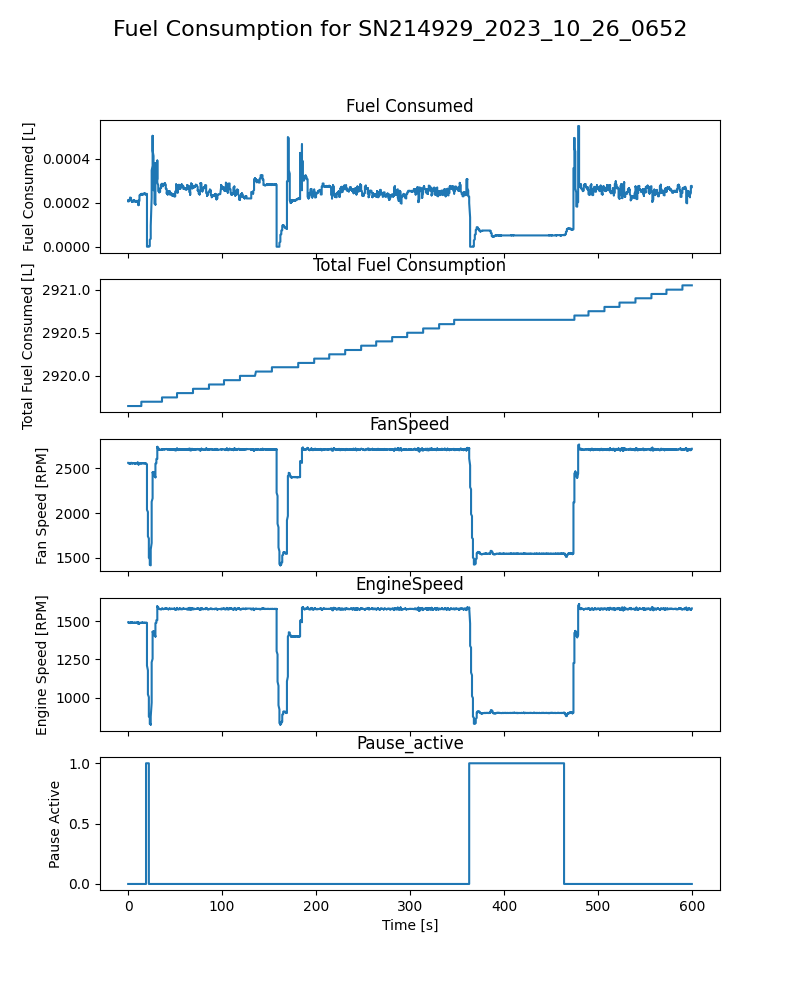 Fuel Consumption for SN214929_2023_10_26_0652
Fuel Consumed
Fuel Consumed [L]
0.0004
0.0002
0.0000
Total Fuel Consumption
Total Fuel Consumed [L]
2921.0
2920.5
2920.0
FanSpeed
Fan Speed [RPM]
2500
2000
1500
EngineSpeed
Engine Speed [RPM]
1500
1250
1000
Pause_active
Pause Active
1.0
0.5
0.0
0 100 200 300 400 500 600
Time [s]